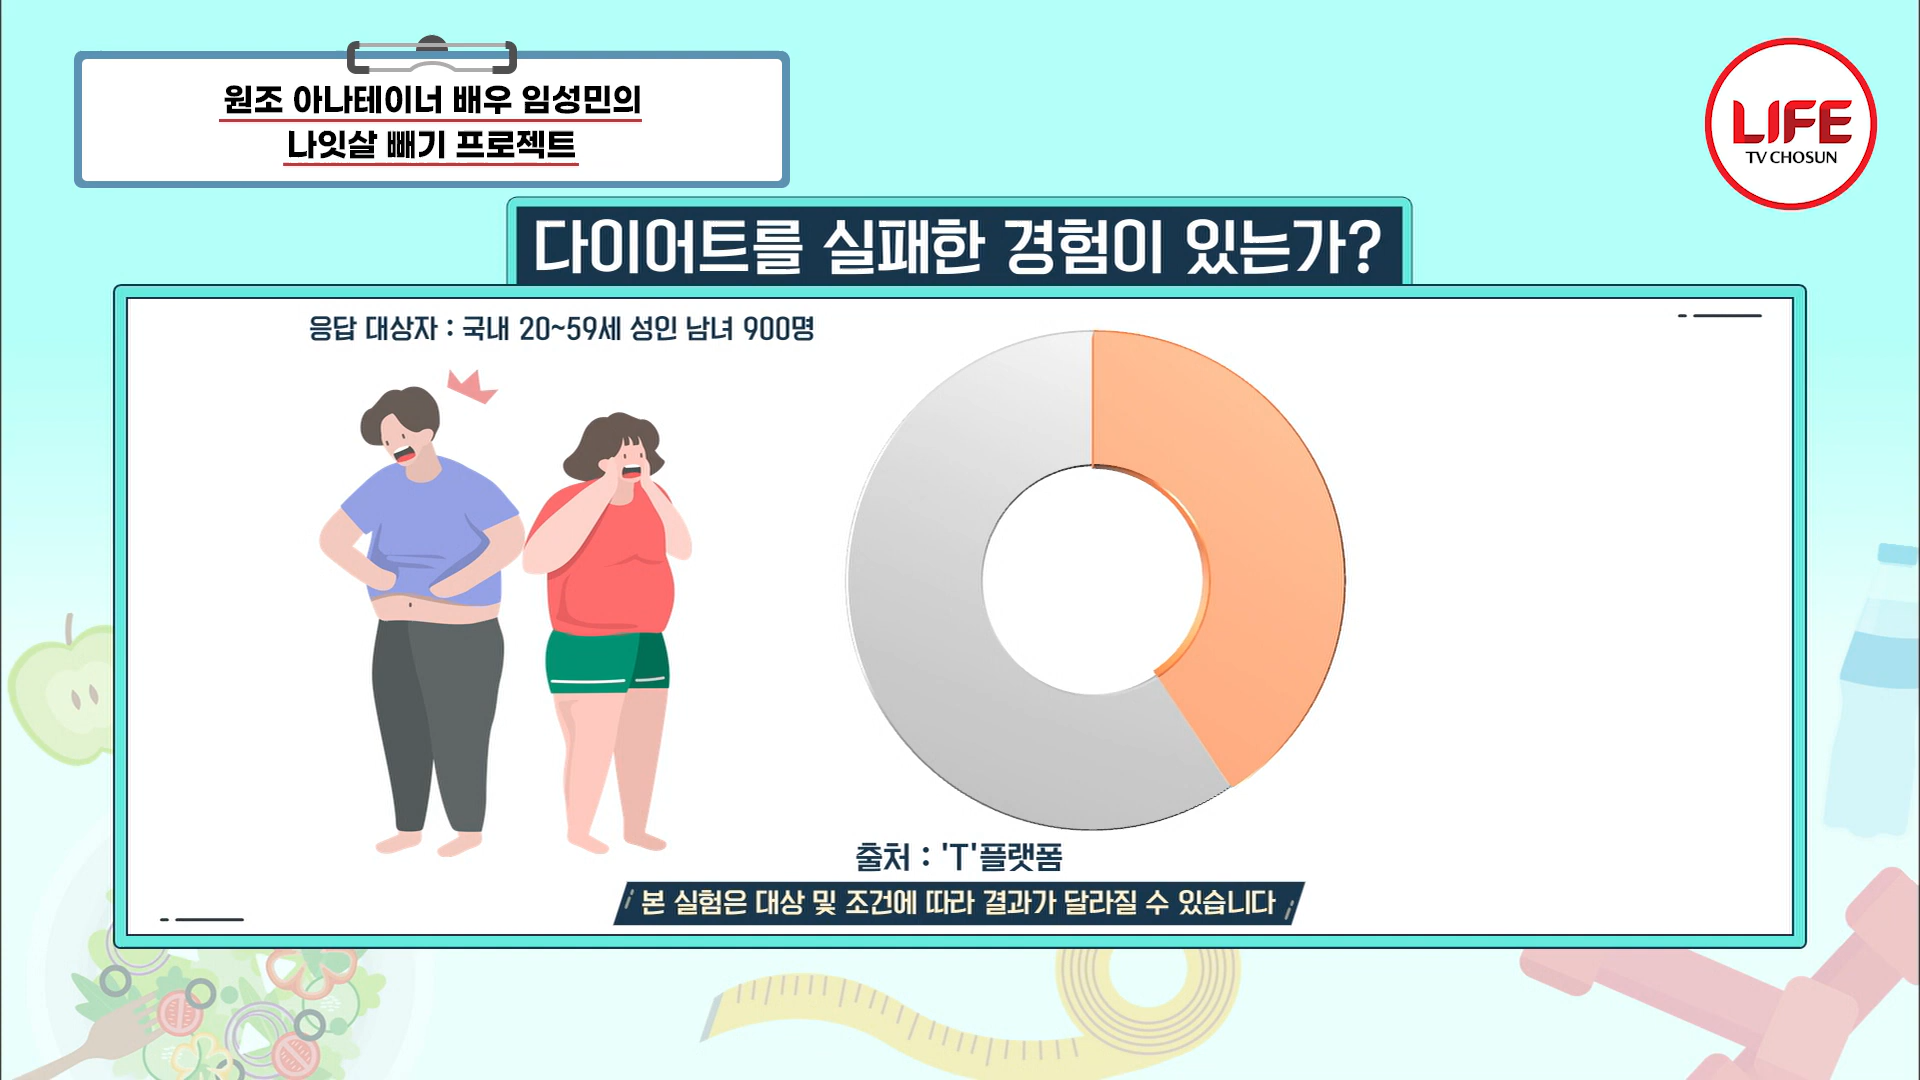 원조 아나테이너 배우 임성민의
나잇살 빼기 프로젝트
LIFE
TV CHOSUN
다이어트를 실패한 경험이 있는가?
응답 대상자 : 국내 20~59세 성인 남녀 900명
출처 : 'T'플랫폼
본 실험은 대상 및 조건에 따라 결과가 달라질 수 있습니다